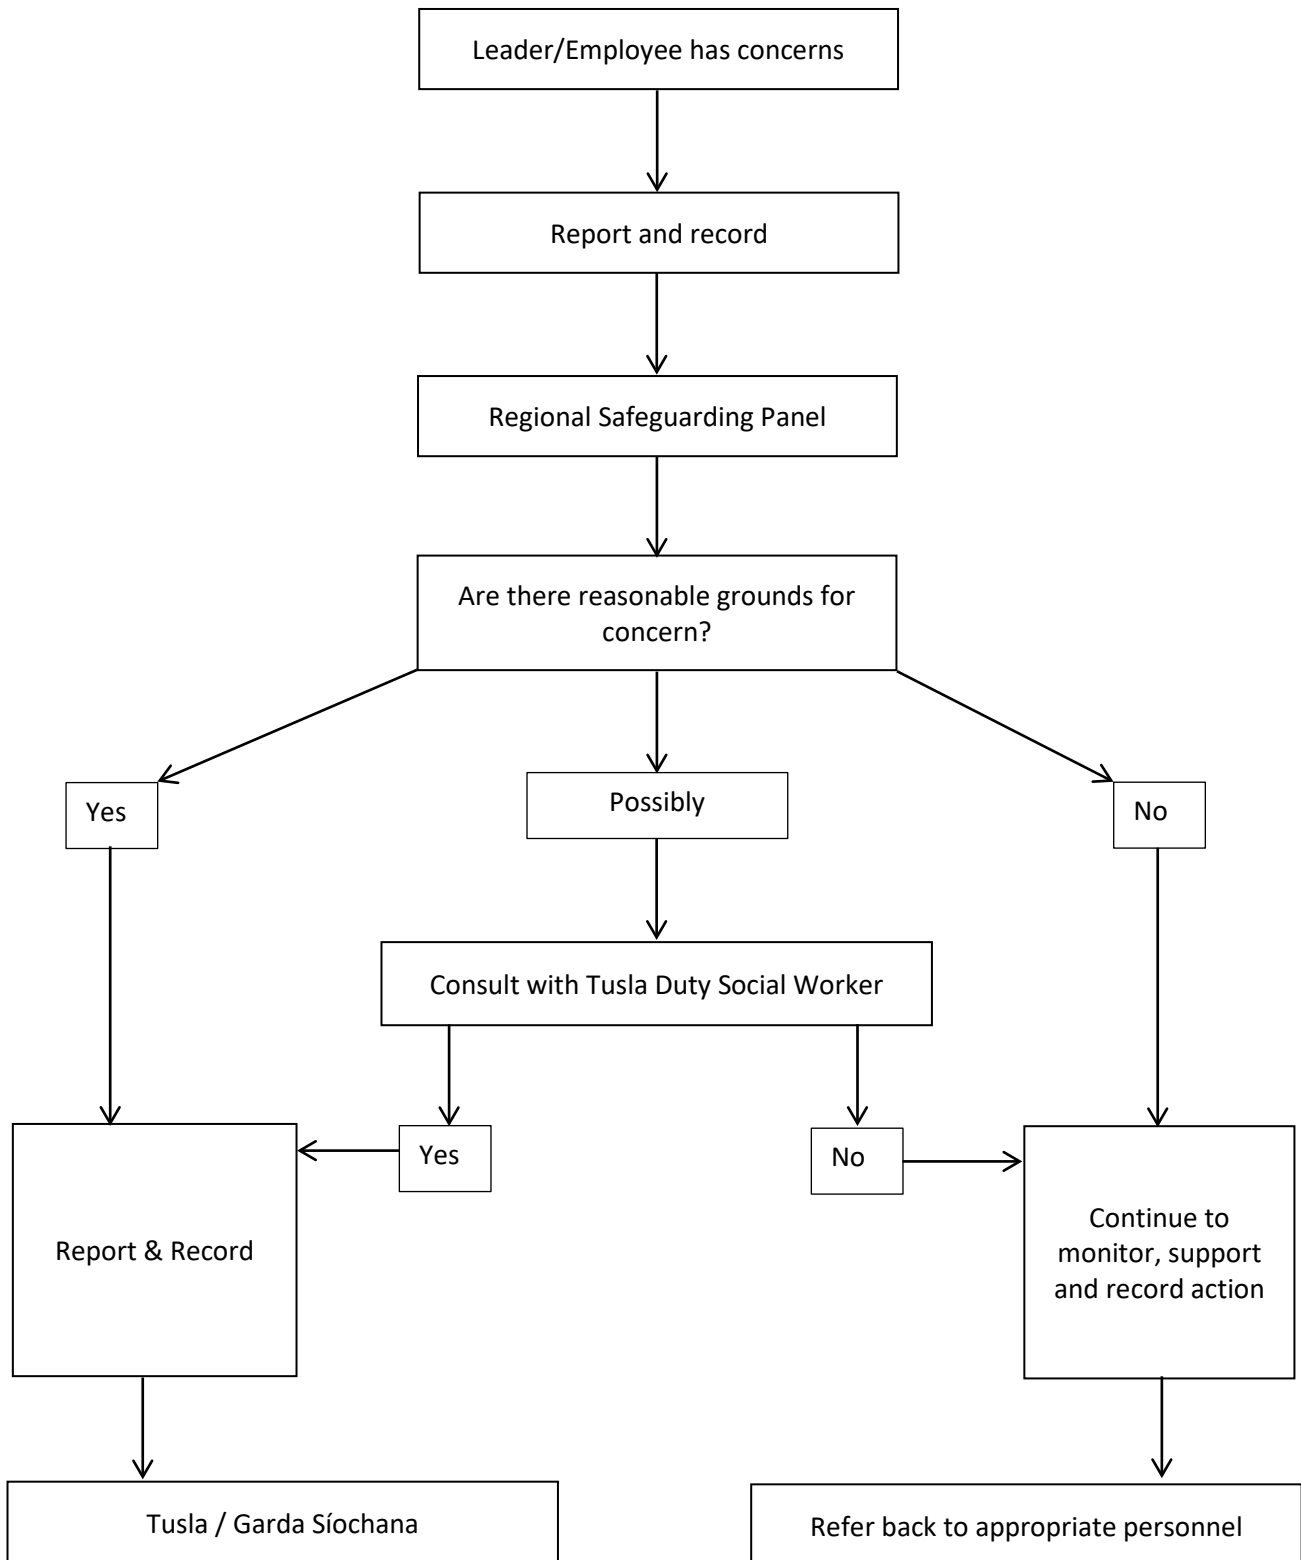 Leader/Employee has concerns
Report and record
Regional Safeguarding Panel
Are there reasonable grounds for
concern?
Yes
Possibly
No
Consult with Tusla Duty Social Worker
Yes
No
Report & Record
Continue to
monitor, support
and record action
Tusla / Garda Síochana
Refer back to appropriate personnel